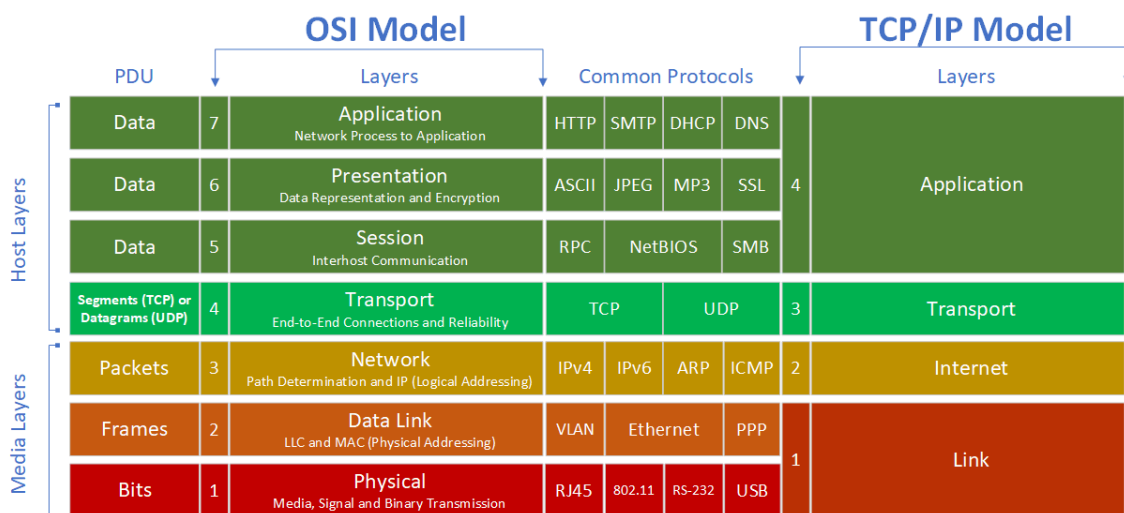 OSI Model
TCP/IP Model
PDU
Layers
Common Protocols
Layers
Host Layers
Data
7
Application
Network Process to Application
HTTP
SMTP
DHCP
DNS
Data
6
Presentation
Data Representation and Encryption
ASCII
JPEG
MP3
SSL
4
Application
Data
5
Session
Interhost Communication
RPC
NetBIOS
SMB
Segments (TCP) or
Datagrams (UDP)
4
Transport
End-to-End Connections and Reliability
TCP
UDP
3
Transport
Media Layers
Packets
3
Network
Path Determination and IP (Logical Addressing)
IPv4
IPv6
ARP
ICMP
2
Internet
Frames
2
Data Link
LLC and MAC (Physical Addressing)
VLAN
Ethernet
PPP
1
Link
Bits
1
Physical
Media, Signal and Binary Transmission
RJ45
802.11
RS-232
USB